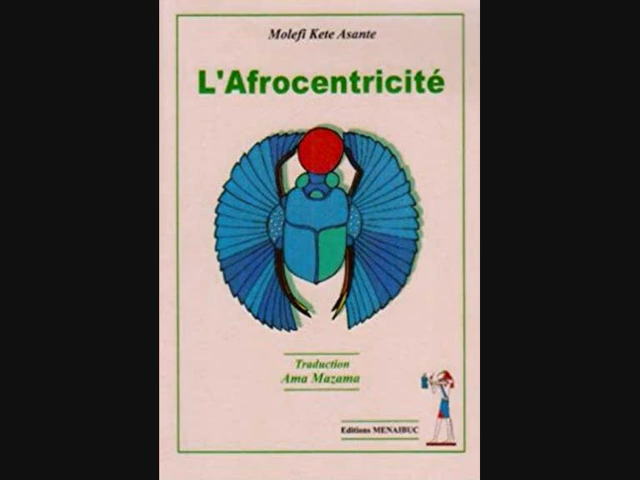 Molefi Kete Asante
L'Afrocentricité
Traduction
Ama Mazama
Editions MENAIBUC